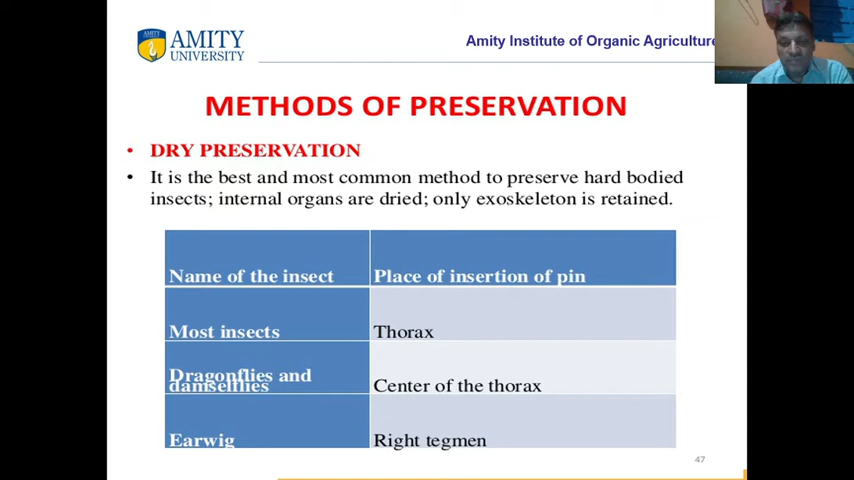 AMITY
AMITY
UNIVERSITY
Amity Institute of Organic Agriculture
METHODS OF PRESERVATION
• DRY PRESERVATION
• It is the best and most common method to preserve hard bodied
insects; internal organs are dried; only exoskeleton is retained.
Name of the insect Place of insertion of pin
Most insects Thorax
Dragonflies and
damselflies Center of the thorax
Earwig Right tegmen
47